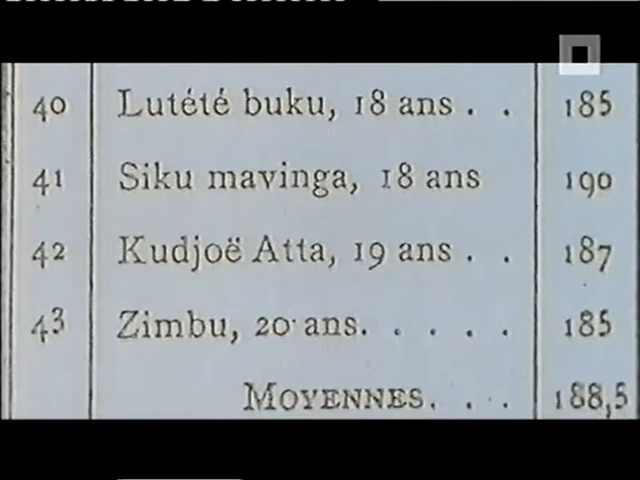 40 Lutété buku, 18 ans . . 185
41 Siku mavinga, 18 ans 190
42 Kudjoë Atta, 19 ans . . 187
43 Zimbu, 20 ans. . . . . 185
MOYENNES. . . 188,5